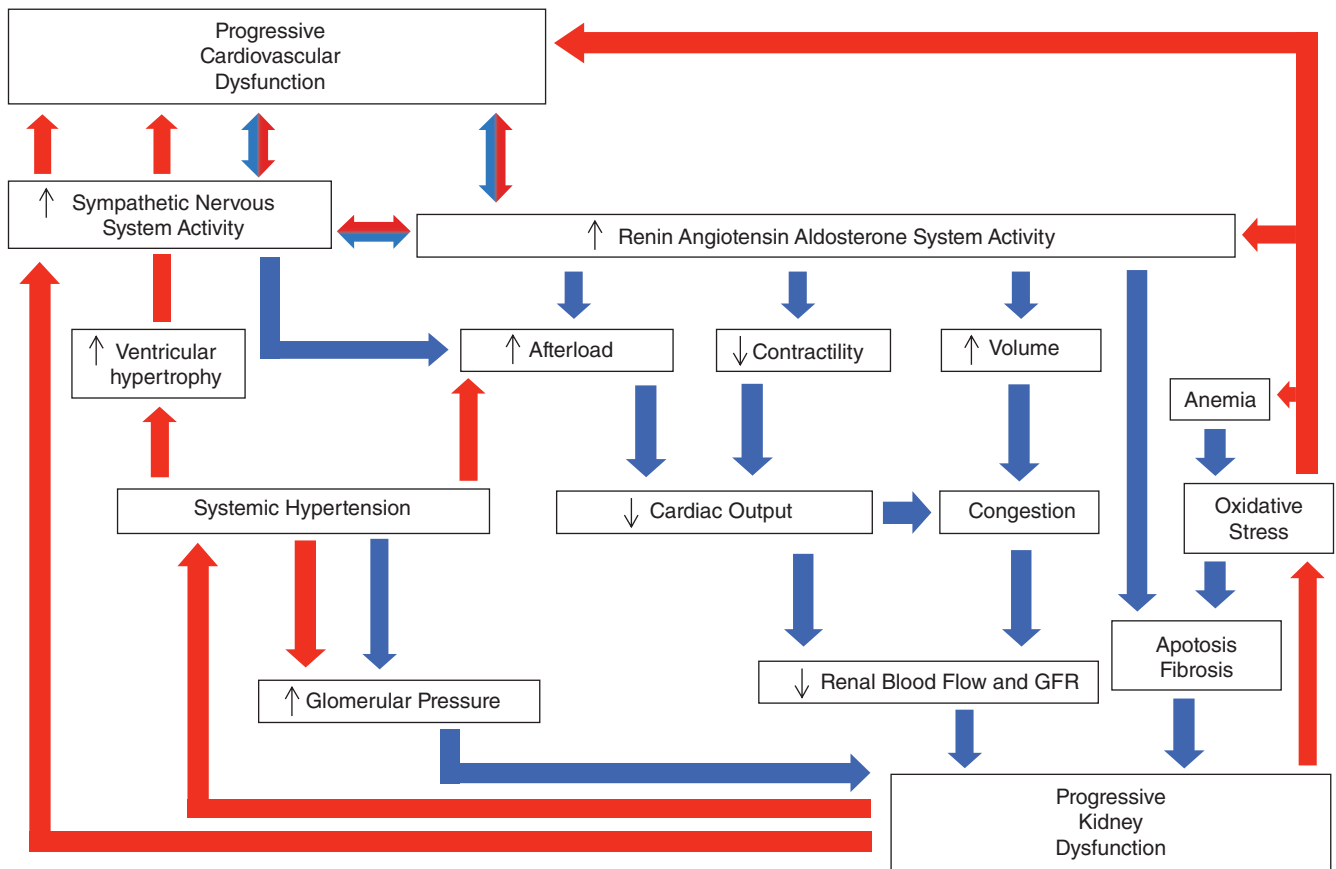 Progressive
Cardiovascular
Dysfunction
↑ Sympathetic Nervous
System Activity
↑ Renin Angiotensin Aldosterone System Activity
↑ Ventricular
hypertrophy
↑ Afterload
↓ Contractility
↑ Volume
Anemia
Systemic Hypertension
↓ Cardiac Output
Congestion
Oxidative
Stress
↑ Glomerular Pressure
↓ Renal Blood Flow and GFR
Apotosis
Fibrosis
Progressive
Kidney
Dysfunction